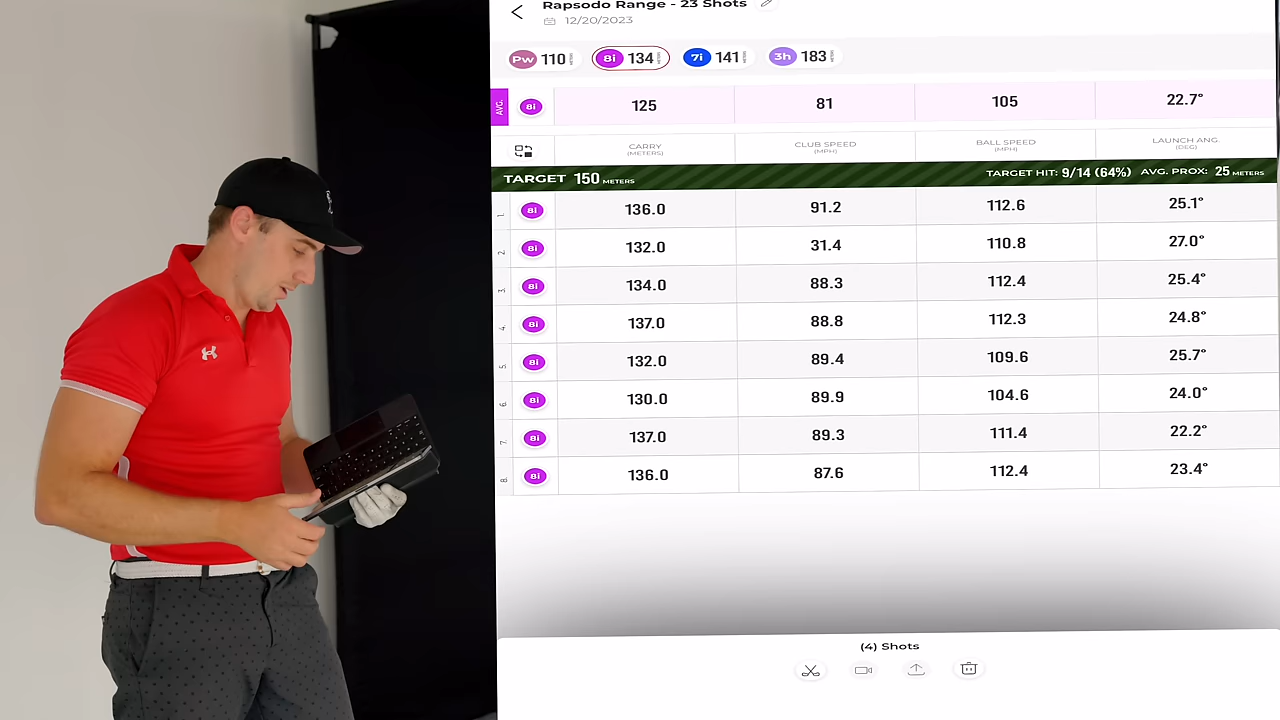 Rapsodo Range - 23 Shots
12/20/2023
Pw 110 METERS 8i 134 METERS 7i 141 METERS 3h 183 METERS
AVG. 8i 125 81 105 22.7°
CARRY (METERS) CLUB SPEED (MPH) BALL SPEED (MPH) LAUNCH ANG. (DEG)
TARGET 150 METERS TARGET HIT: 9/14 (64%) AVG. PROX: 25 METERS
1. 8i 136.0 91.2 112.6 25.1°
2. 8i 132.0 31.4 110.8 27.0°
3. 8i 134.0 88.3 112.4 25.4°
4. 8i 137.0 88.8 112.3 24.8°
5. 8i 132.0 89.4 109.6 25.7°
6. 8i 130.0 89.9 104.6 24.0°
7. 8i 137.0 89.3 111.4 22.2°
8. 8i 136.0 87.6 112.4 23.4°
(4) Shots